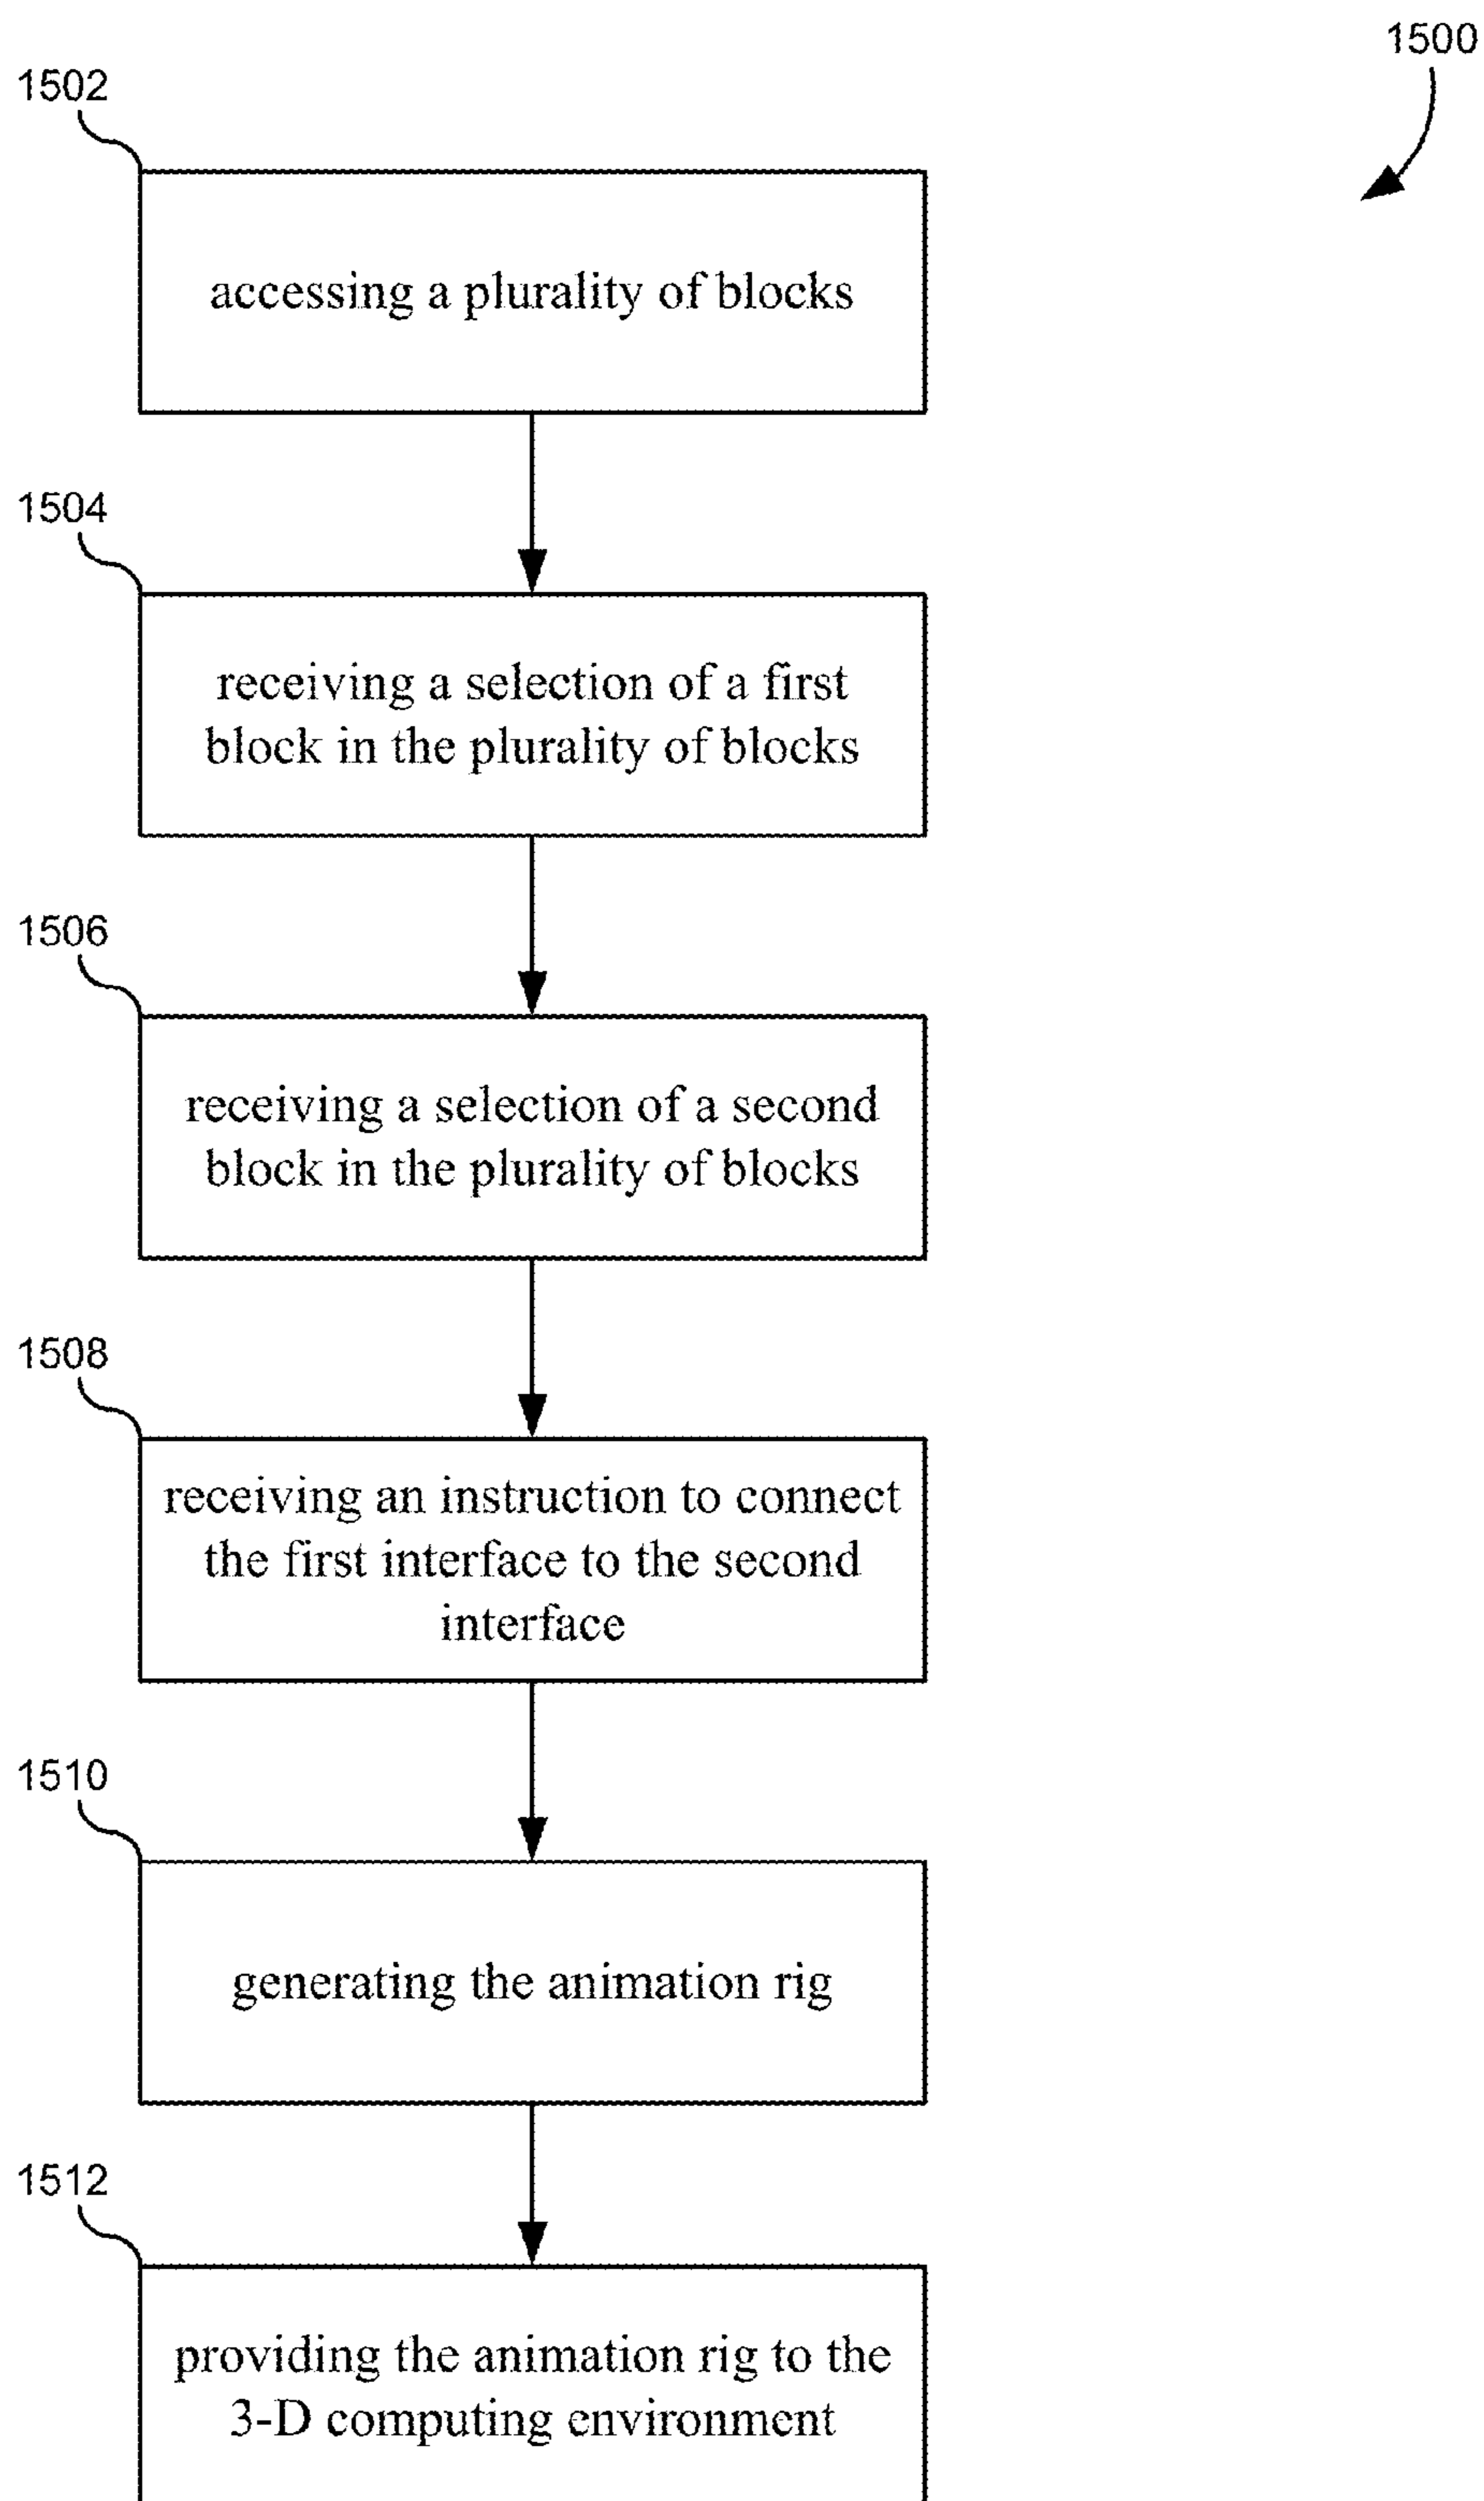 1500
1502
accessing a plurality of blocks
1504
receiving a selection of a first
block in the plurality of blocks
1506
receiving a selection of a second
block in the plurality of blocks
1508
receiving an instruction to connect
the first interface to the second
interface
1510
generating the animation rig
1512
providing the animation rig to the
3-D computing environment